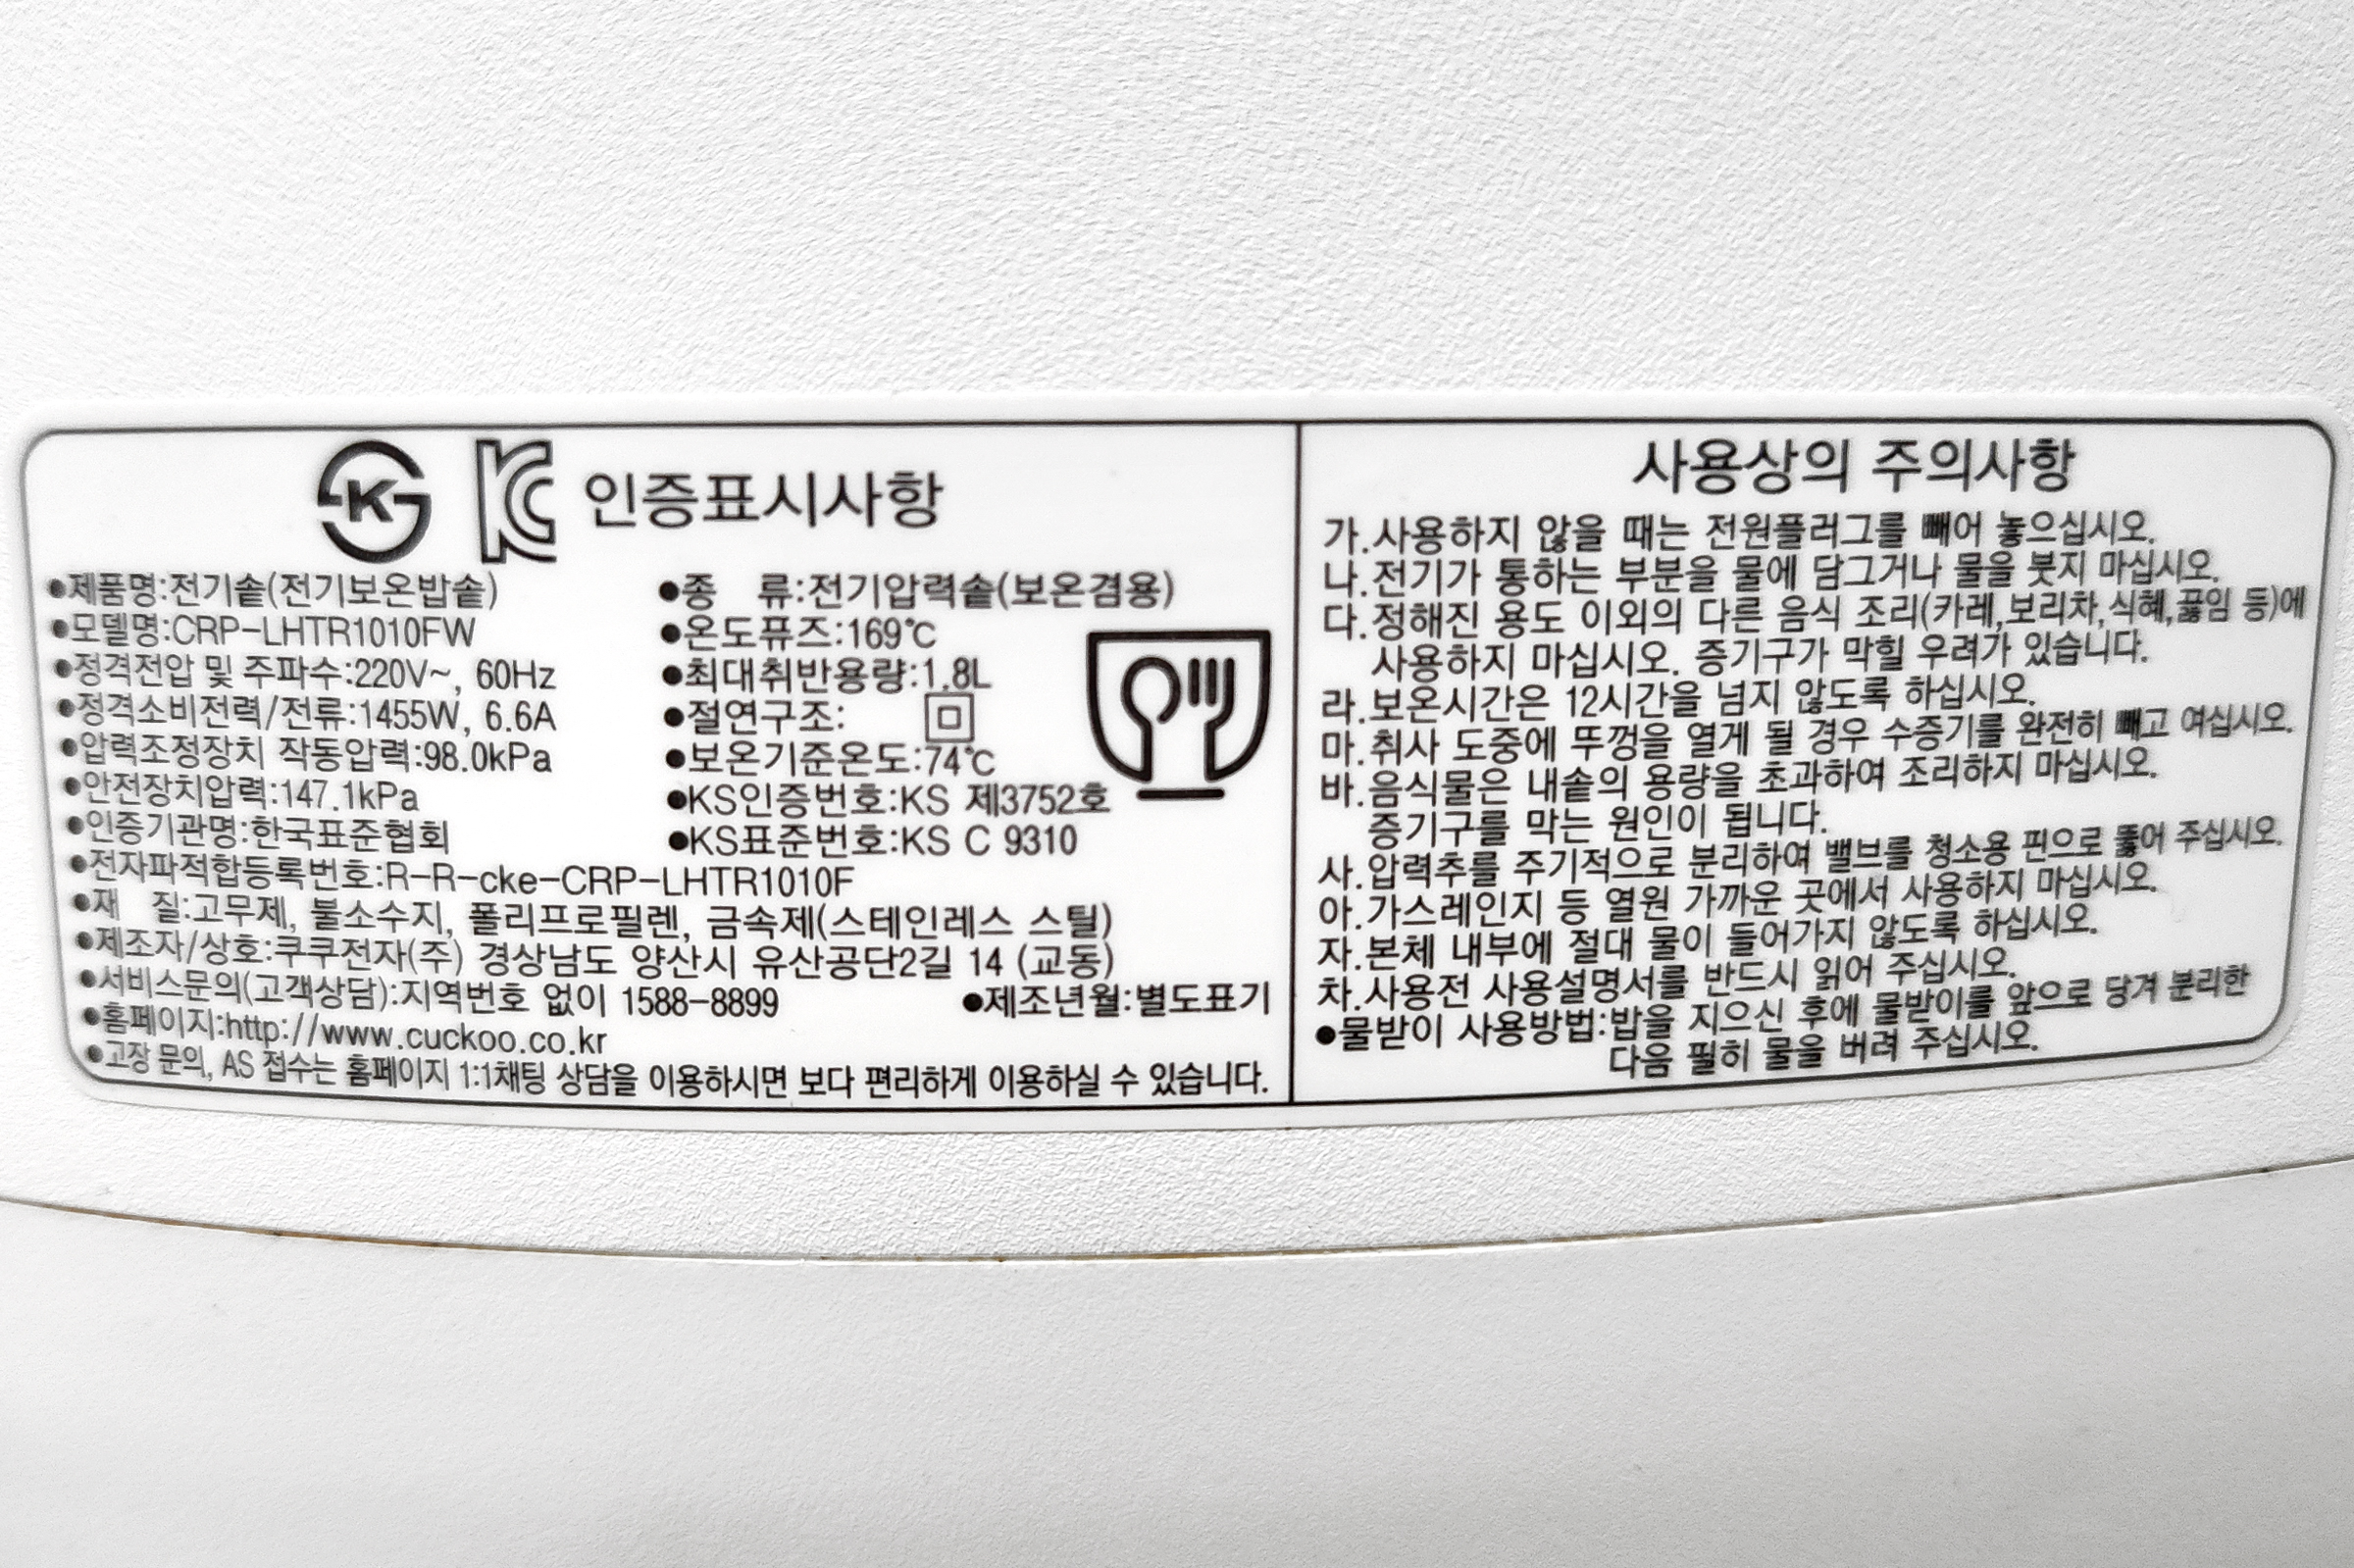 인증표시사항
●제품명:전기솥(전기보온밥솥)
●모델명:CRP-LHTR1010FW
●정격전압 및 주파수:220V~, 60Hz
●정격소비전력/전류:1455W, 6.6A
●압력조정장치 작동압력:98.0kPa
●안전장치압력:147.1kPa
●인증기관명:한국표준협회
●종 류:전기압력솥(보온겸용)
●온도퓨즈:169℃
●최대취반용량:1.8L
●절연구조:
●보온기준온도:74℃
●KS인증번호:KS 제3752호
●KS표준번호:KS C 9310
●전자파적합등록번호:R-R-cke-CRP-LHTR1010F
●재 질:고무제, 불소수지, 폴리프로필렌, 금속제(스테인레스 스틸)
●제조자/상호:쿠쿠전자(주) 경상남도 양산시 유산공단2길 14 (교동)
●서비스문의(고객상담):지역번호 없이 1588-8899 ●제조년월:별도표기
●홈페이지:http://www.cuckoo.co.kr
●고장 문의, AS 접수는 홈페이지 1:1채팅 상담을 이용하시면 보다 편리하게 이용하실 수 있습니다.
사용상의 주의사항
가.사용하지 않을 때는 전원플러그를 빼어 놓으십시오.
나.전기가 통하는 부분을 물에 담그거나 물을 붓지 마십시오.
다.정해진 용도 이외의 다른 음식 조리(카레,보리차,식혜,끓임 등)에
사용하지 마십시오. 증기구가 막힐 우려가 있습니다.
라.보온시간은 12시간을 넘지 않도록 하십시오.
마.취사 도중에 뚜껑을 열게 될 경우 수증기를 완전히 빼고 여십시오.
바.음식물은 내솥의 용량을 초과하여 조리하지 마십시오.
증기구를 막는 원인이 됩니다.
사.압력추를 주기적으로 분리하여 밸브를 청소용 핀으로 뚫어 주십시오.
아.가스레인지 등 열원 가까운 곳에서 사용하지 마십시오.
자.본체 내부에 절대 물이 들어가지 않도록 하십시오.
차.사용전 사용설명서를 반드시 읽어 주십시오.
●물받이 사용방법:밥을 지으신 후에 물받이를 앞으로 당겨 분리한
다음 필히 물을 버려 주십시오.